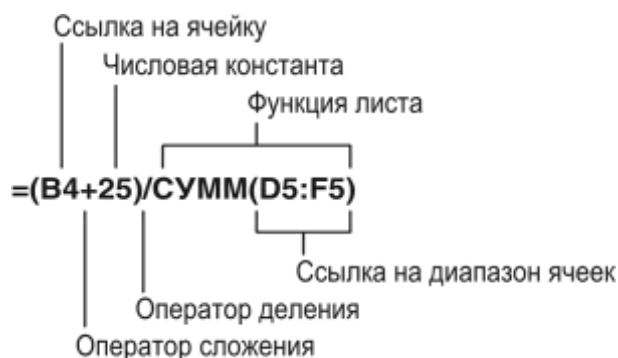 Ссылка на ячейку
Числовая константа
Функция листа
=(B4+25)/СУММ(D5:F5)
Ссылка на диапазон ячеек
Оператор деления
Оператор сложения